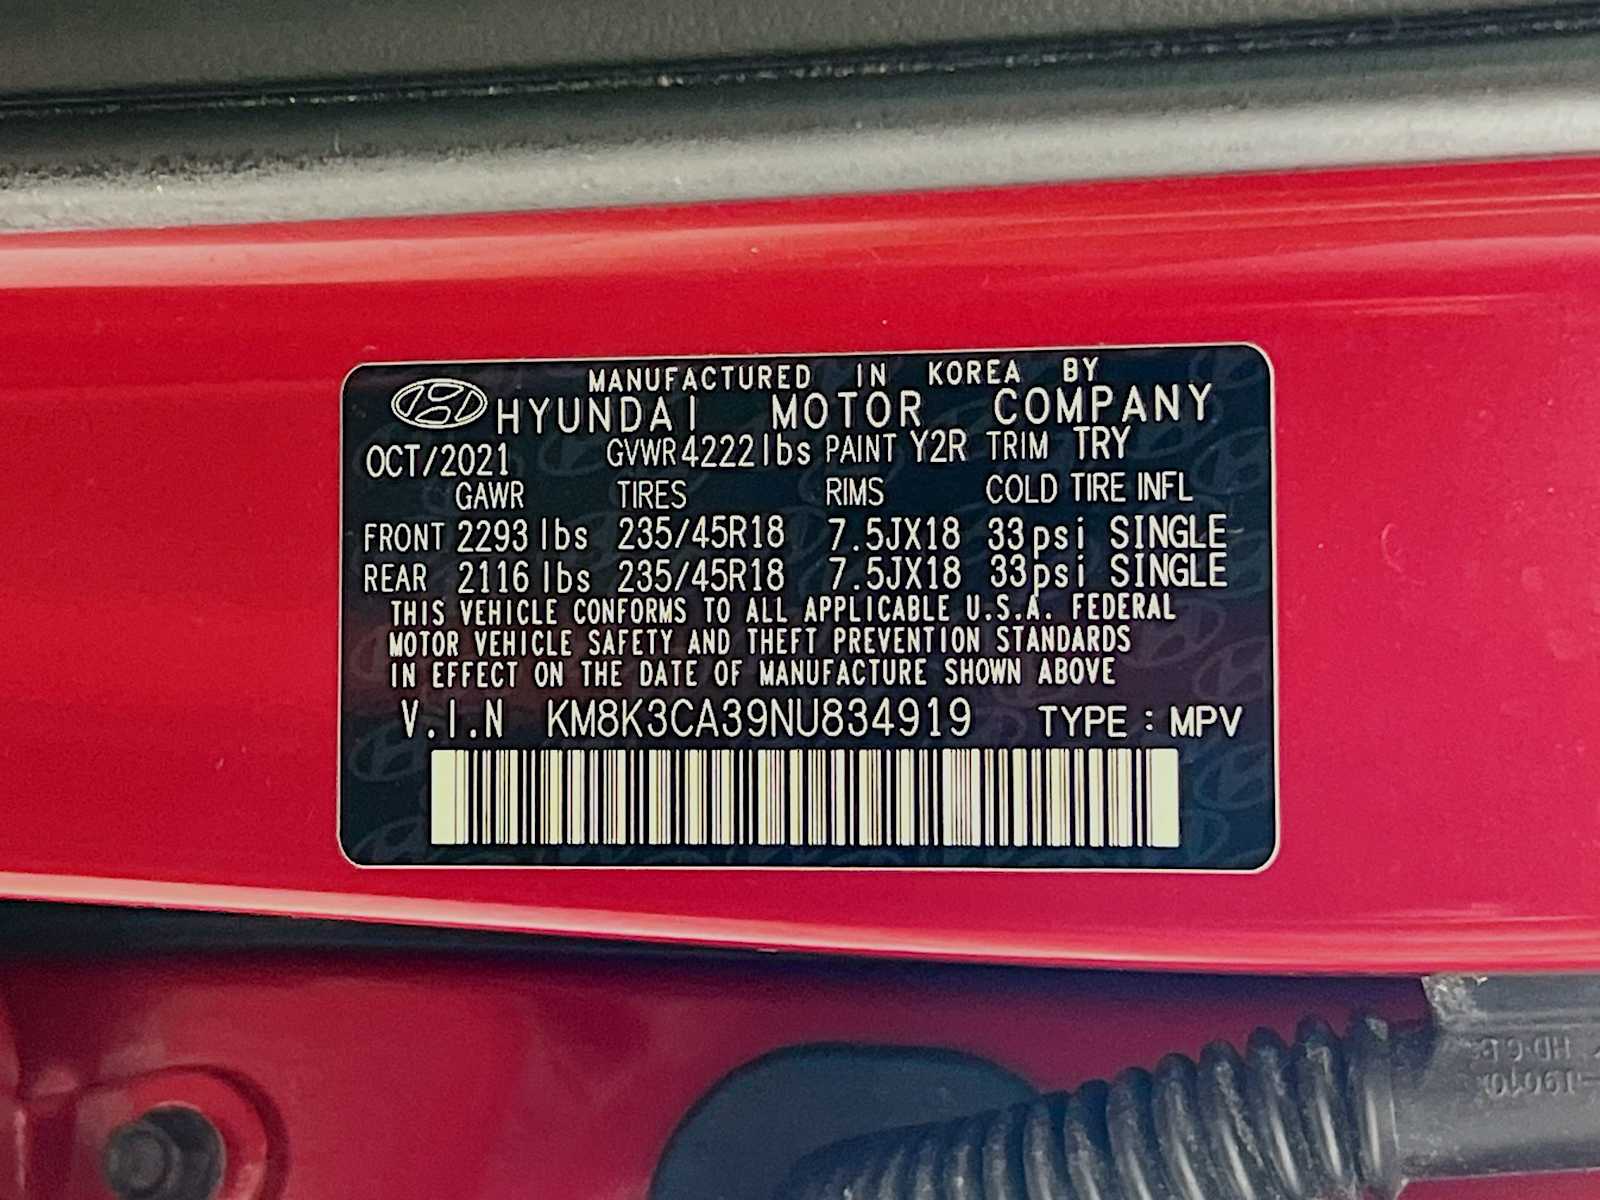 MANUFACTURED IN KOREA BY
HYUNDAI MOTOR COMPANY
OCT/2021 GVWR 4222 lbs PAINT Y2R TRIM TRY
GAWR TIRES RIMS COLD TIRE INFL
FRONT 2293 lbs 235/45R18 7.5JX18 33psi SINGLE
REAR 2116 lbs 235/45R18 7.5JX18 33psi SINGLE
THIS VEHICLE CONFORMS TO ALL APPLICABLE U.S.A. FEDERAL
MOTOR VEHICLE SAFETY AND THEFT PREVENTION STANDARDS
IN EFFECT ON THE DATE OF MANUFACTURE SHOWN ABOVE
V.I.N KM8K3CA39NU834919 TYPE : MPV